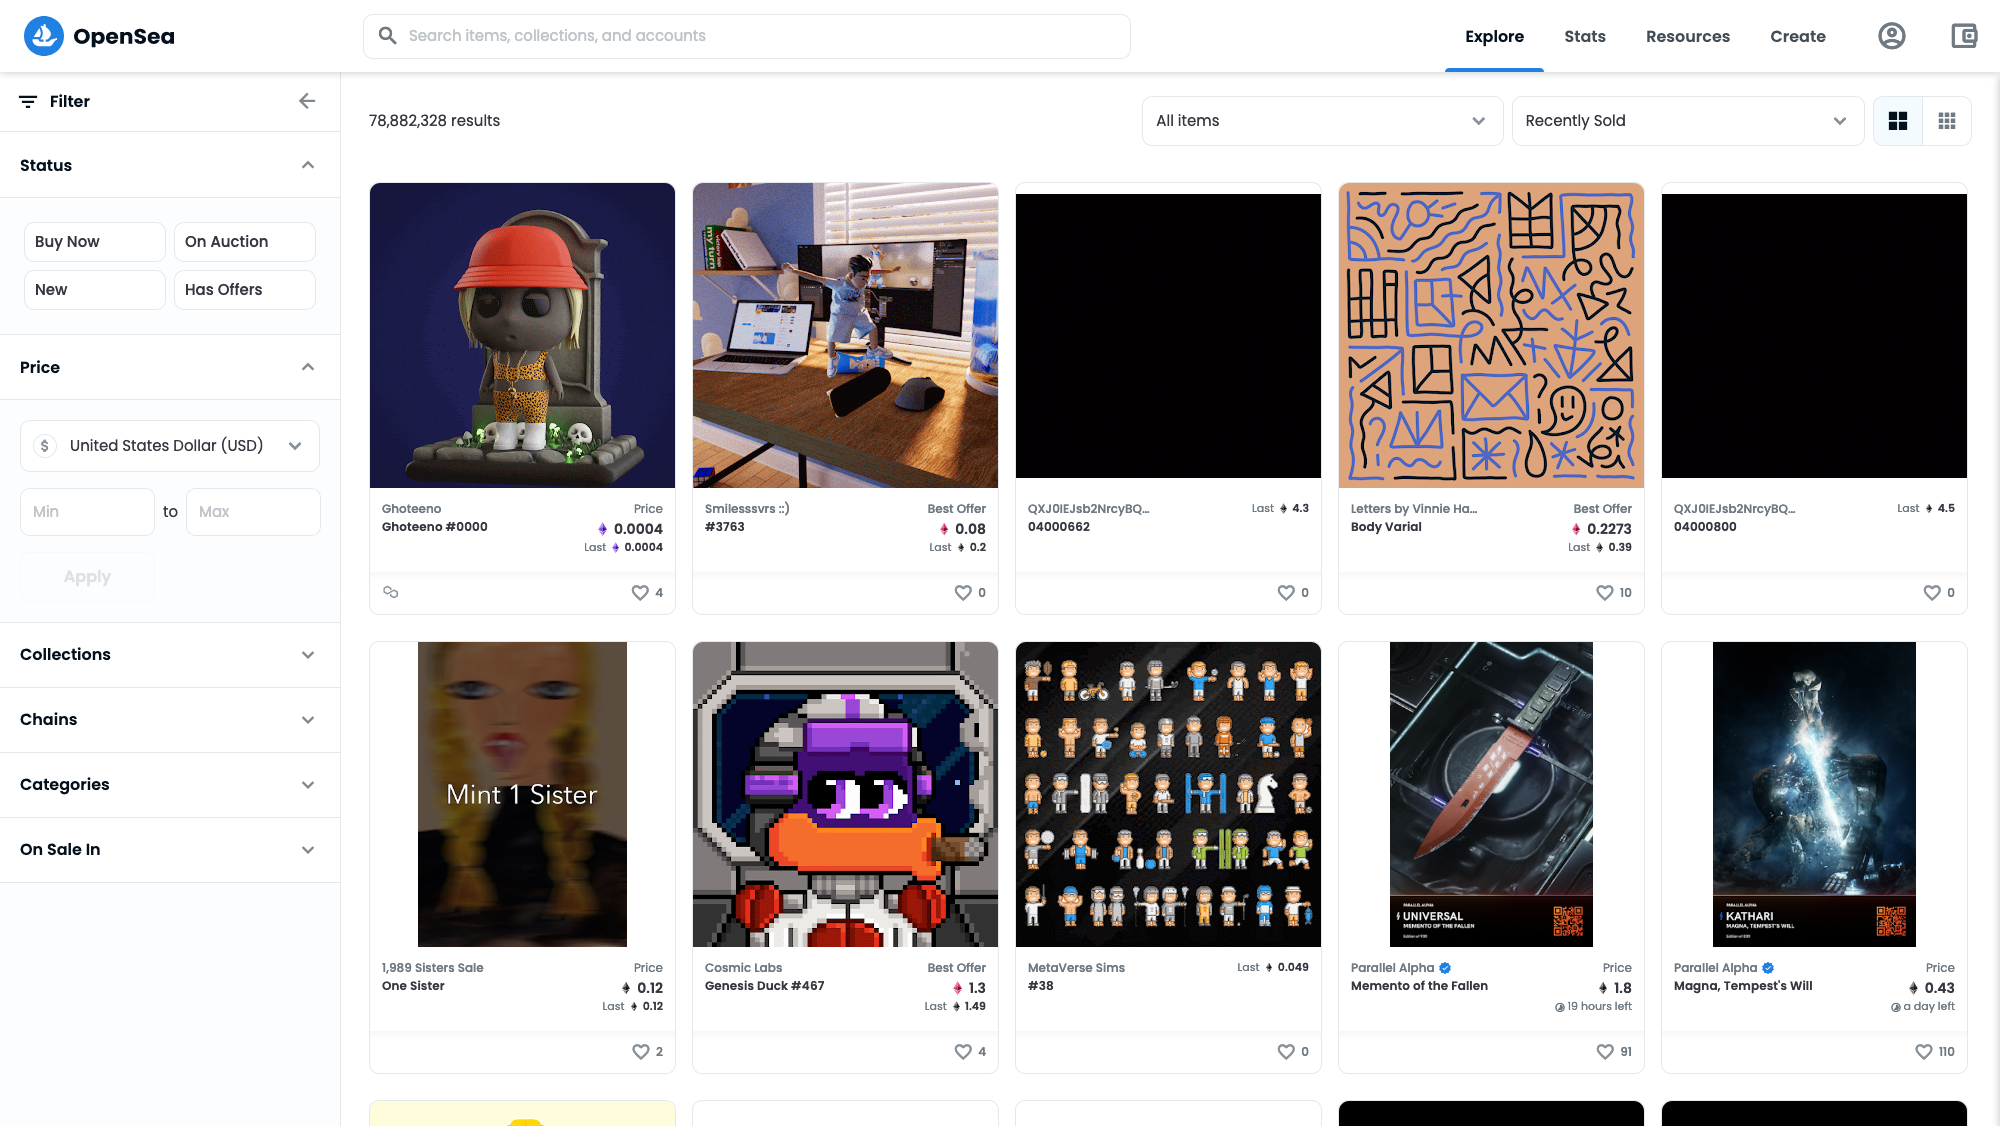 OpenSea
Search items, collections, and accounts
Explore
Stats
Resources
Create
Filter
78,882,328 results
All items
Recently Sold
Status
Buy Now
On Auction
New
Has Offers
Price
$ United States Dollar (USD)
Min
to
Max
Apply
Collections
Chains
Categories
On Sale In
Ghoteeno
Price
Ghoteeno #0000
0.0004
Last 0.0004
4
my turn
Smilesssvrs ::)
Best Offer
#3763
0.08
Last 0.2
0
QXJ0IEJsb2NrcyBQ...
Last 4.3
04000662
0
Letters by Vinnie Ha...
Best Offer
Body Varial
0.2273
Last 0.39
10
QXJ0IEJsb2NrcyBQ...
Last 4.5
04000800
0
Mint 1 Sister
1,989 Sisters Sale
Price
One Sister
0.12
Last 0.12
2
Cosmic Labs
Best Offer
Genesis Duck #467
1.3
Last 1.49
4
MetaVerse Sims
Last 0.049
#38
0
PARALLEL ALPHA
UNIVERSAL
MEMENTO OF THE FALLEN
Parallel Alpha
Price
Memento of the Fallen
1.8
19 hours left
91
PARALLEL ALPHA
KATHARI
MAGNA, TEMPEST'S WILL
Parallel Alpha
Price
Magna, Tempest's Will
0.43
a day left
110